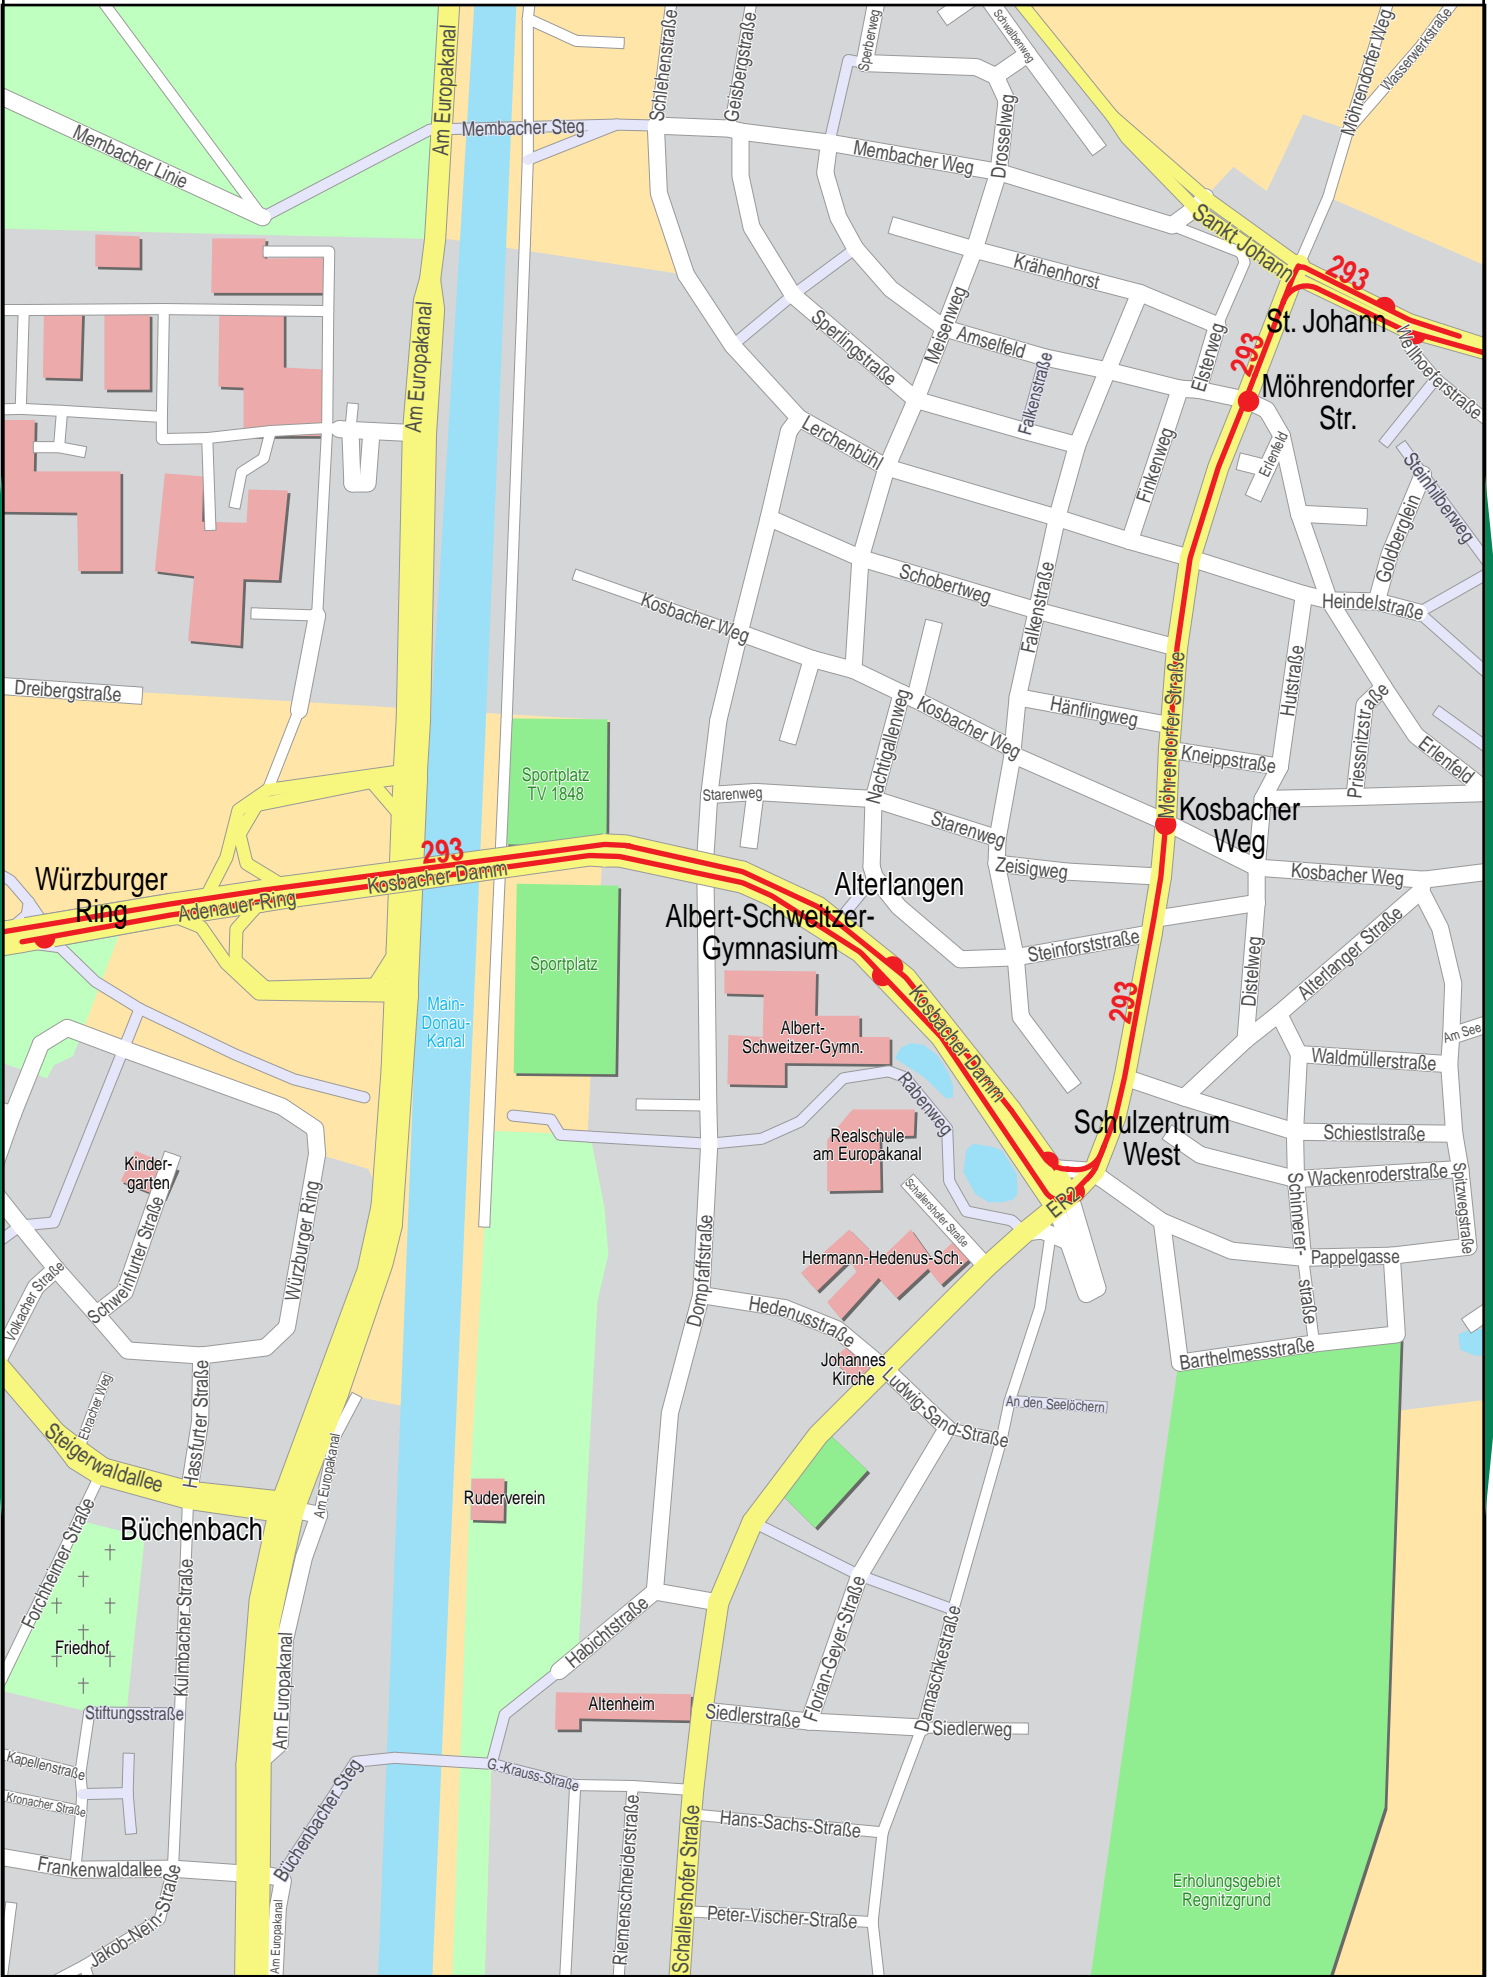 Am Europakanal
Schlehenstraße
Geisbergstraße
Sperberweg
Schwalbenweg
Möhrendorfer Weg
Wasserwerkstraße
Membacher Linie
Membacher Steg
Membacher Weg
Drosselweg
Sankt Johann
293
Krähenhorst
St. Johann
Wellhoeferstraße
Am Europakanal
Sperlingstraße
Meisenweg
Amselfeld
Falkenstraße
Elsterweg
293
Möhrendorfer
Str.
Lerchenbühl
Finkenweg
Erlenfeld
Steinhilberweg
Goldberglein
Schobertweg
Kosbacher Weg
Falkenstraße
Heindelstraße
Dreibergstraße
Hänflingweg
Möhrendorfer Straße
Hutstraße
Priessnitzstraße
Nachtigallenweg
Kosbacher Weg
Kneippstraße
Erlenfeld
Sportplatz
TV 1848
Starenweg
Starenweg
Kosbacher
Weg
293
Zeisigweg
Kosbacher Weg
Würzburger
Ring
Adenauer-Ring
Kosbacher Damm
Alterlangen
Albert-Schweitzer-
Gymnasium
Steinforststraße
Distelweg
Alterlanger Straße
Sportplatz
Main-
Donau-
Kanal
Albert-
Schweitzer-Gymn.
Kosbacher-Damm
293
Am See
Waldmüllerstraße
Rabenweg
Schulzentrum
West
Schiestlstraße
Realschule
am Europakanal
Kinder-
garten
Schweinfurter Straße
Würzburger Ring
Schallershofer Straße
ER2
Wackenroderstraße
Schinnerer-
straße
Spitzwegstraße
Dompfaffstraße
Hermann-Hedenus-Sch.
Pappelgasse
Volkacher Straße
Hedenusstraße
Barthelmessstraße
Johannes
Kirche
Ludwig-Sand-Straße
An den Seelöchern
Ebracher Weg
Hassfurter Straße
Steigerwaldallee
Am Europakanal
Ruderverein
Büchenbach
Forchheimer Straße
Kulmbacher Straße
Friedhof
Am Europakanal
Habichtstraße
Florian-Geyer-Straße
Damaschkestraße
Altenheim
Siedlerstraße
Siedlerweg
Stiftungsstraße
Kapellenstraße
Kronacher Straße
Büchenbacher Steg
G.-Krauss-Straße
Riemenschneiderstraße
Schallershofer Straße
Hans-Sachs-Straße
Frankenwaldallee
Jakob-Nein-Straße
Am Europakanal
Peter-Vischer-Straße
Erholungsgebiet
Regnitzgrund